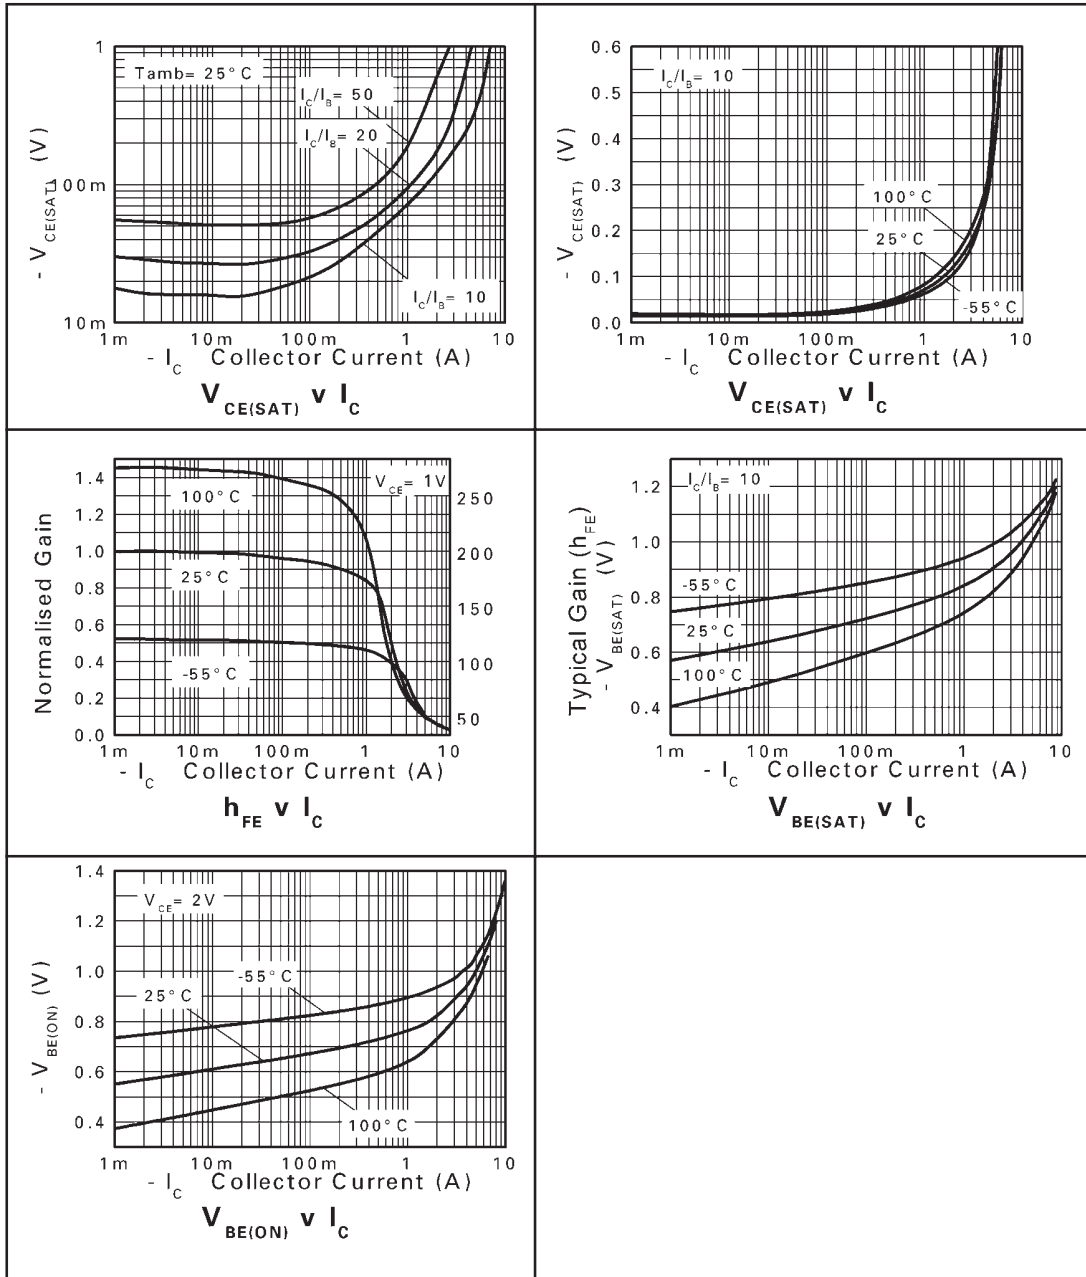 1
100m
10m
- V_CE(SAT) (V)
Tamb= 25°C
I_C/I_B= 50
I_C/I_B= 20
I_C/I_B= 10
1m 10m 100m 1 10
- I_C Collector Current (A)
V_CE(SAT) v I_C
0.6
0.5
0.4
0.3
0.2
0.1
0.0
- V_CE(SAT) (V)
I_C/I_B= 10
100°C
25°C
-55°C
1m 10m 100m 1 10
- I_C Collector Current (A)
V_CE(SAT) v I_C
1.4
1.2
1.0
0.8
0.6
0.4
0.2
0.0
Normalised Gain
V_CE= 1V
100°C
25°C
-55°C
250
200
150
100
50
1m 10m 100m 1 10
- I_C Collector Current (A)
h_FE v I_C
Typical Gain (h_FE)
- V_BE(SAT) (V)
1.2
1.0
0.8
0.6
0.4
I_C/I_B= 10
-55°C
25°C
100°C
1m 10m 100m 1 10
- I_C Collector Current (A)
V_BE(SAT) v I_C
1.4
1.2
1.0
0.8
0.6
0.4
- V_BE(ON) (V)
V_CE= 2V
-55°C
25°C
100°C
1m 10m 100m 1 10
- I_C Collector Current (A)
V_BE(ON) v I_C